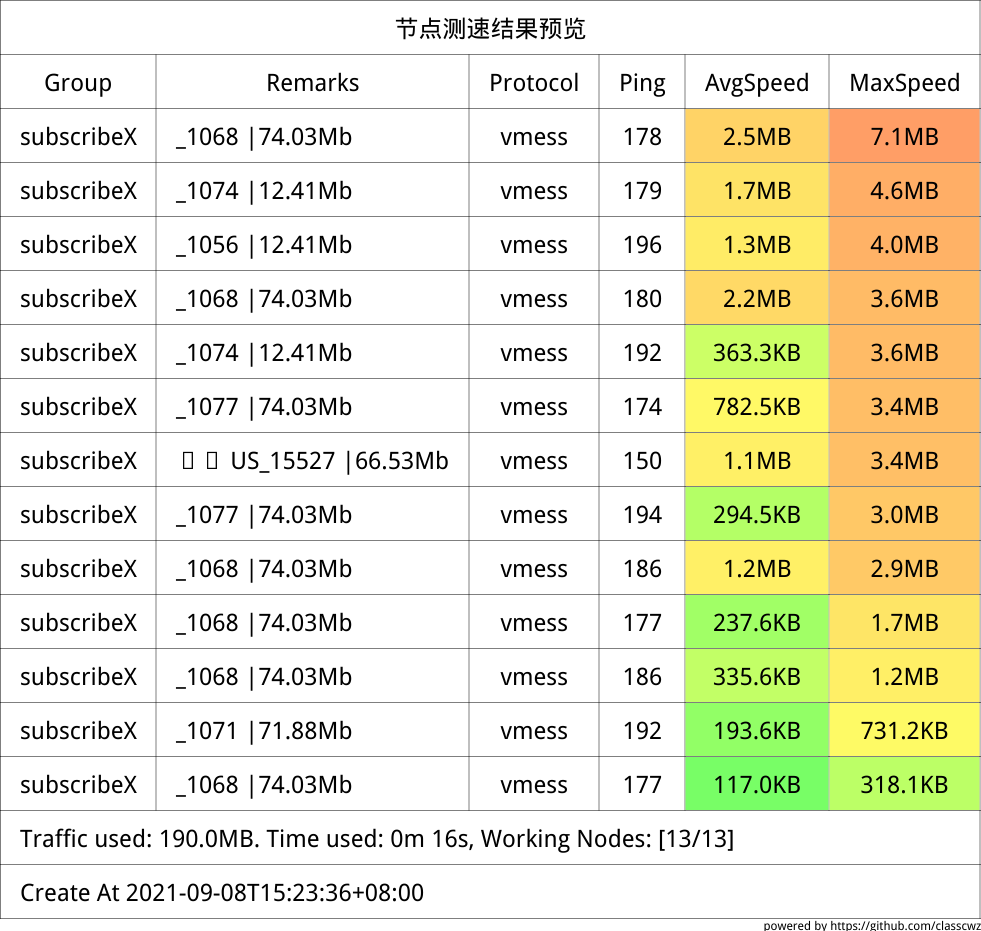 节点测速结果预览
Group Remarks Protocol Ping AvgSpeed MaxSpeed
subscribeX _1068 |74.03Mb vmess 178 2.5MB 7.1MB
subscribeX _1074 |12.41Mb vmess 179 1.7MB 4.6MB
subscribeX _1056 |12.41Mb vmess 196 1.3MB 4.0MB
subscribeX _1068 |74.03Mb vmess 180 2.2MB 3.6MB
subscribeX _1074 |12.41Mb vmess 192 363.3KB 3.6MB
subscribeX _1077 |74.03Mb vmess 174 782.5KB 3.4MB
subscribeX US_15527 |66.53Mb vmess 150 1.1MB 3.4MB
subscribeX _1077 |74.03Mb vmess 194 294.5KB 3.0MB
subscribeX _1068 |74.03Mb vmess 186 1.2MB 2.9MB
subscribeX _1068 |74.03Mb vmess 177 237.6KB 1.7MB
subscribeX _1068 |74.03Mb vmess 186 335.6KB 1.2MB
subscribeX _1071 |71.88Mb vmess 192 193.6KB 731.2KB
subscribeX _1068 |74.03Mb vmess 177 117.0KB 318.1KB
Traffic used: 190.0MB. Time used: 0m 16s, Working Nodes: [13/13]
Create At 2021-09-08T15:23:36+08:00
powered by https://github.com/classcwz